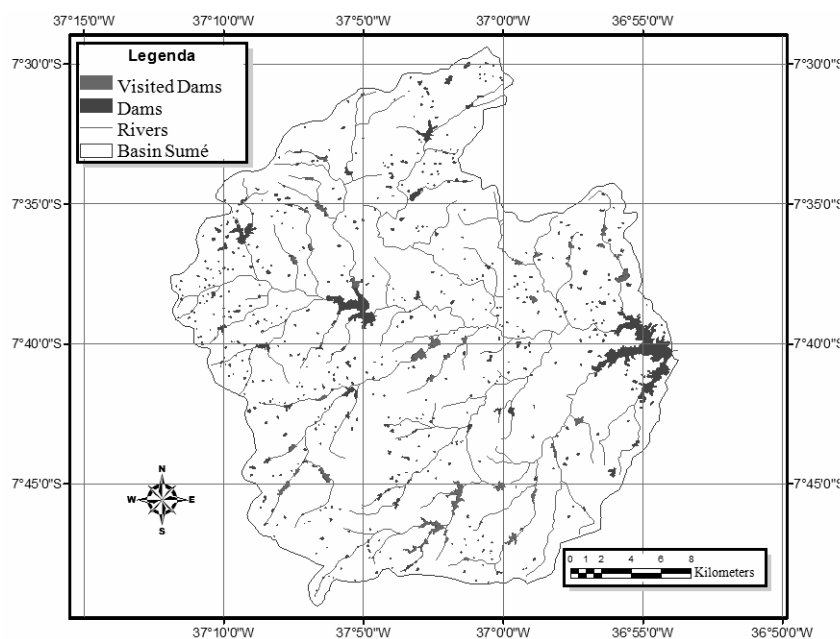 37°15'0"W 37°10'0"W 37°5'0"W 37°0'0"W 36°55'0"W
7°30'0"S 7°30'0"S
Legenda
Visited Dams
Dams
Rivers
Basin Sumé
7°35'0"S 7°35'0"S
7°40'0"S 7°40'0"S
7°45'0"S 7°45'0"S
N
W E
S
0 1 2 4 6 8
Kilometers
37°15'0"W 37°10'0"W 37°5'0"W 37°0'0"W 36°55'0"W 36°50'0"W